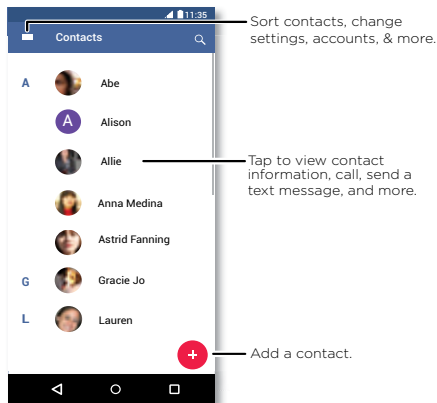 11:35
Contacts
Sort contacts, change
settings, accounts, & more.
A
Abe
A
Alison
Allie
Tap to view contact
information, call, send a
text message, and more.
Anna Medina
Astrid Fanning
G
Gracie Jo
L
Lauren
Add a contact.